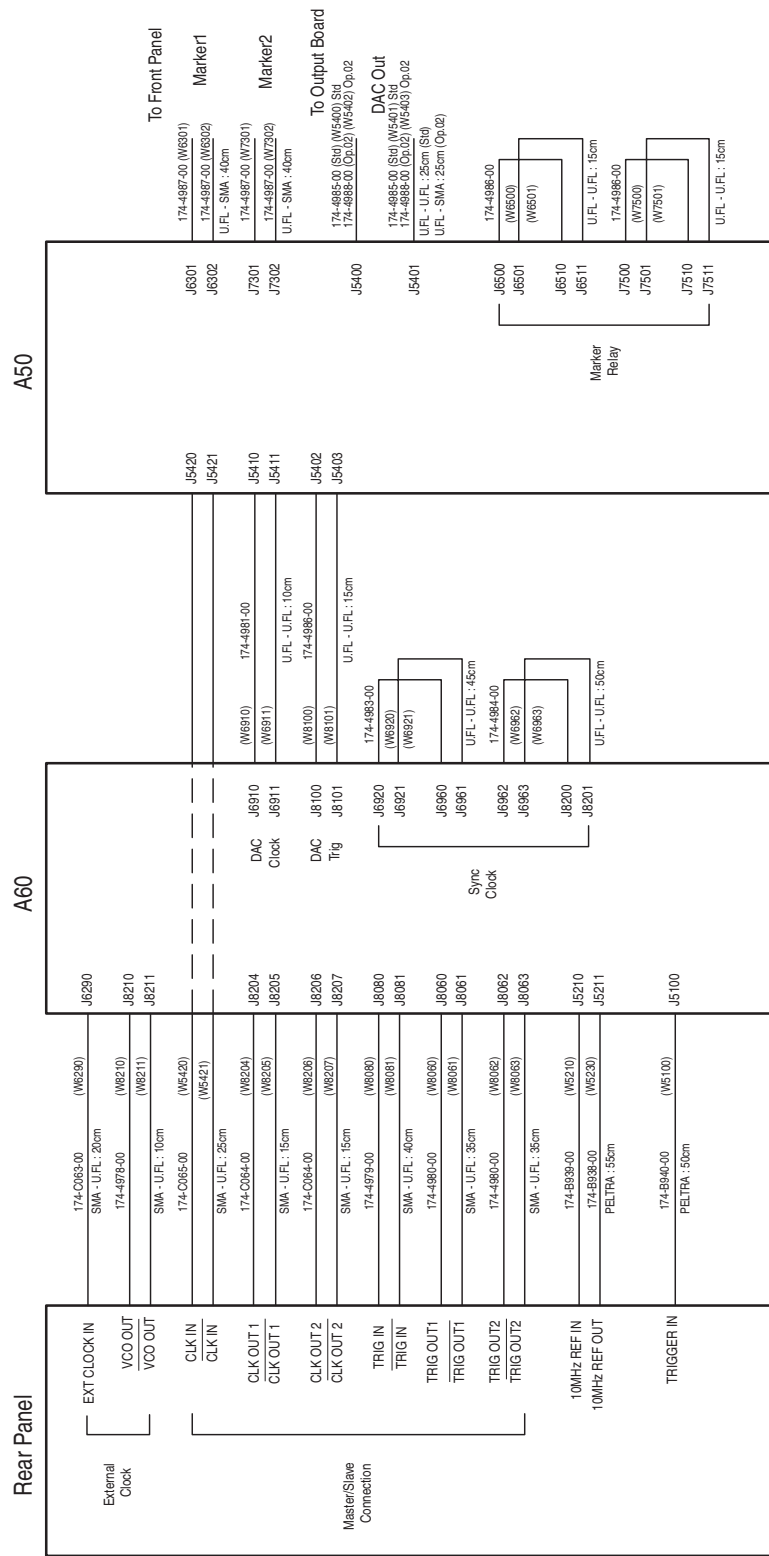 Rear Panel
External
Clock
EXT CLOCK IN
VCO OUT
VCO OUT
Master/Slave
Connection
CLK IN
CLK IN
CLK OUT 1
CLK OUT 1
CLK OUT 2
CLK OUT 2
TRIG IN
TRIG IN
TRIG OUT1
TRIG OUT1
TRIG OUT2
TRIG OUT2
10MHz REF IN
10MHz REF OUT
TRIGGER IN
174-C063-00 (W6290)
SMA - U.FL : 20cm
174-4978-00 (W8210)
(W8211)
SMA - U.FL : 10cm
174-C065-00 (W5420)
(W5421)
SMA - U.FL : 25cm
174-C064-00 (W8204)
(W8205)
SMA - U.FL : 15cm
174-C064-00 (W8206)
(W8207)
SMA - U.FL : 15cm
174-4979-00 (W8080)
(W8081)
SMA - U.FL : 40cm
174-4980-00 (W8060)
(W8061)
SMA - U.FL : 35cm
174-4980-00 (W8062)
(W8063)
SMA - U.FL : 35cm
174-B939-00 (W5210)
174-B938-00 (W5230)
PELTRA : 55cm
174-B940-00 (W5100)
PELTRA : 50cm
A60
J6290
J8210
J8211
J8204
J8205
J8206
J8207
J8080
J8081
J8060
J8061
J8062
J8063
J5210
J5211
J5100
DAC
Clock
J6910
J6911
DAC
Trig
J8100
J8101
Sync
Clock
J6920
J6921
J6960
J6961
J6962
J6963
J8200
J8201
(W6910) 174-4981-00
(W6911)
U.FL - U.FL : 10cm
(W8100) 174-4986-00
(W8101)
U.FL - U.FL : 15cm
174-4983-00
(W6920)
(W6921)
U.FL - U.FL : 45cm
174-4984-00
(W6962)
(W6963)
U.FL - U.FL : 50cm
A50
J5420
J5421
J5410
J5411
J5402
J5403
J6301
J6302
J7301
J7302
J5400
J5401
Marker
Relay
J6500
J6501
J6510
J6511
J7500
J7501
J7510
J7511
To Front Panel
174-4987-00 (W6301)
174-4987-00 (W6302)
U.FL - SMA : 40cm
Marker1
174-4987-00 (W7301)
174-4987-00 (W7302)
U.FL - SMA : 40cm
Marker2
To Output Board
174-4985-00 (Std) (W5400) Std
174-4988-00 (Op.02) (W5402) Op.02
DAC Out
174-4985-00 (Std) (W5401) Std
174-4988-00 (Op.02) (W5403) Op.02
U.FL - U.FL : 25cm (Std)
U.FL - SMA : 25cm (Op.02)
174-4986-00
(W6500)
(W6501)
U.FL - U.FL : 15cm
174-4986-00
(W7500)
(W7501)
U.FL - U.FL : 15cm